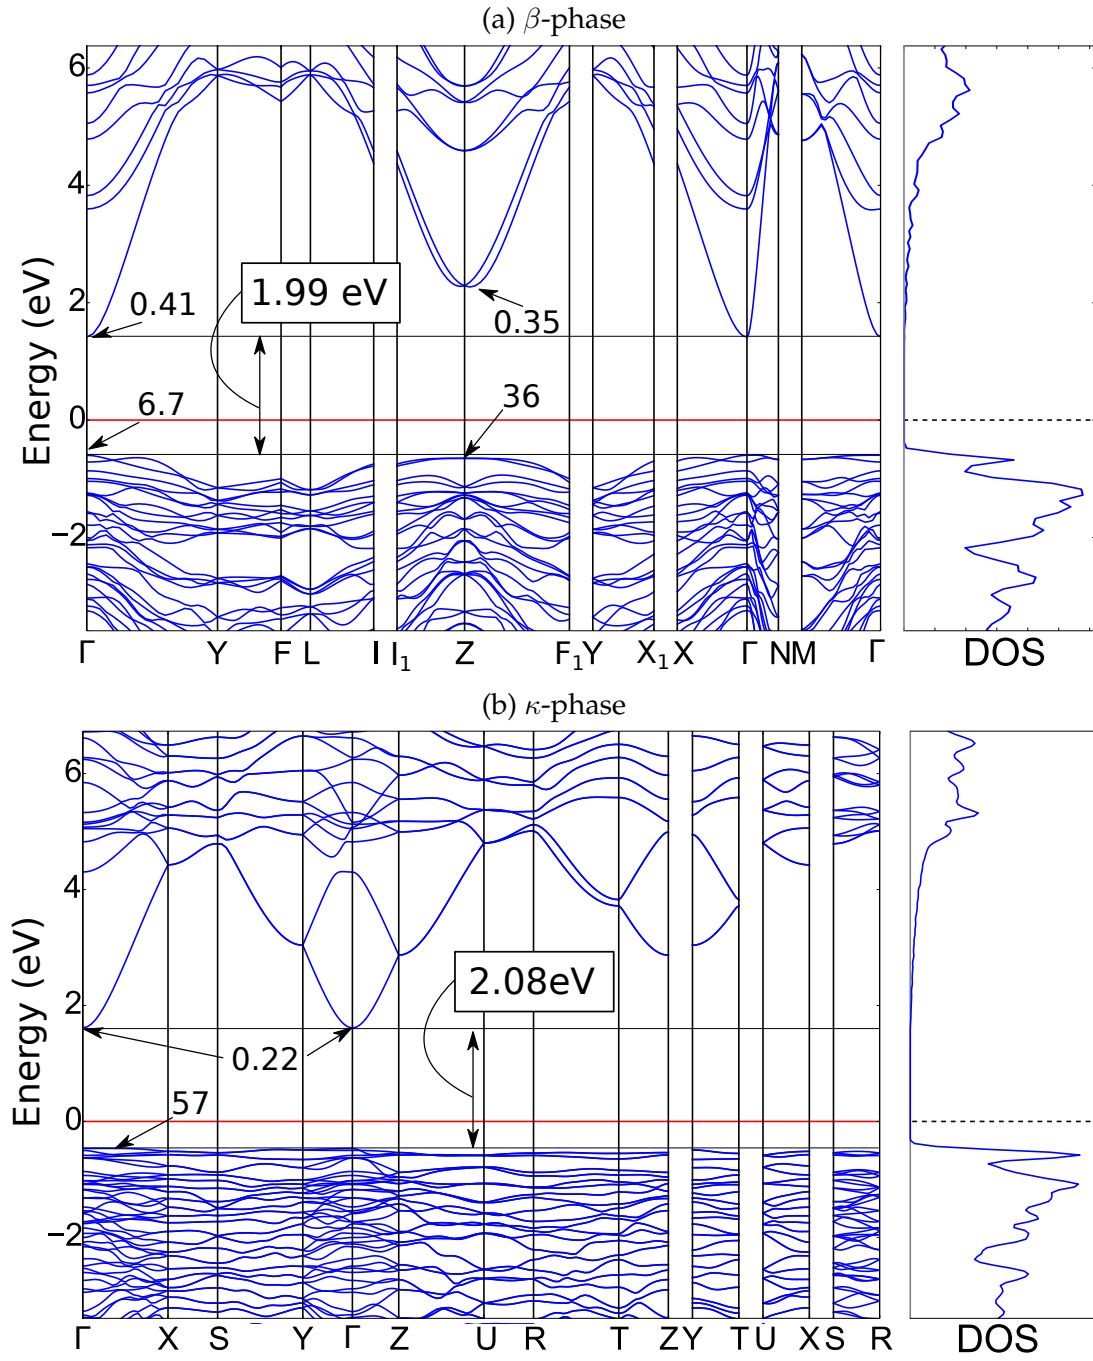 (a) β-phase
Energy (eV)
6
4
2
0
−2
0.41
1.99 eV
0.35
6.7
36
Γ Y F L I I₁ Z F₁ Y X₁ X Γ N M Γ
DOS
(b) κ-phase
Energy (eV)
6
4
2
0
−2
2.08eV
0.22
57
Γ X S Y Γ Z U R T Z Y T U X S R
DOS